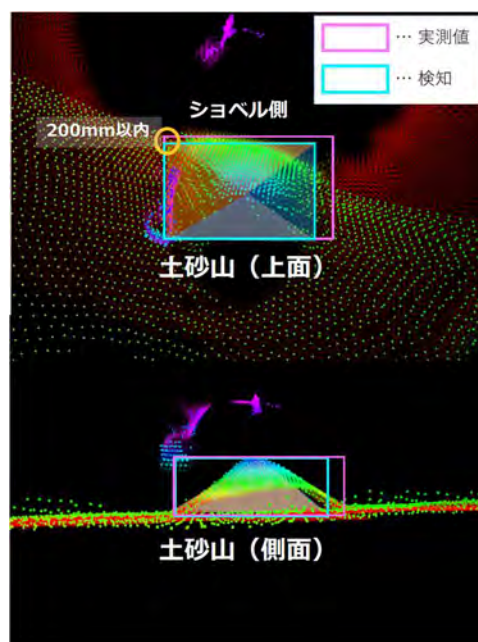 … 実測値
… 検知
ショベル側
200mm以内
土砂山（上面）
土砂山（側面）